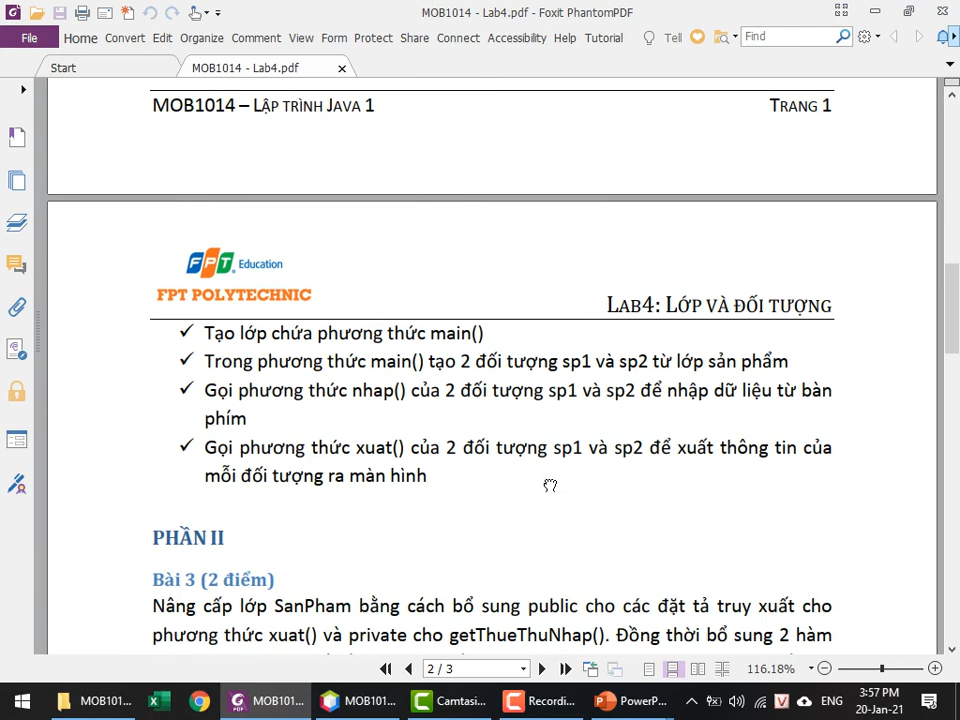 MOB1014 - Lab4.pdf - Foxit PhantomPDF
File Home Convert Edit Organize Comment View Form Protect Share Connect Accessibility Help Tutorial Tell Find
Start MOB1014 - Lab4.pdf
MOB1014 – LẬP TRÌNH JAVA 1 TRANG 1
FPT Education
FPT POLYTECHNIC
LAB4: LỚP VÀ ĐỐI TƯỢNG
✓ Tạo lớp chứa phương thức main()
✓ Trong phương thức main() tạo 2 đối tượng sp1 và sp2 từ lớp sản phẩm
✓ Gọi phương thức nhap() của 2 đối tượng sp1 và sp2 để nhập dữ liệu từ bàn
phím
✓ Gọi phương thức xuat() của 2 đối tượng sp1 và sp2 để xuất thông tin của
mỗi đối tượng ra màn hình
PHẦN II
Bài 3 (2 điểm)
Nâng cấp lớp SanPham bằng cách bổ sung public cho các đặt tả truy xuất cho
phương thức xuat() và private cho getThueThuNhap(). Đồng thời bổ sung 2 hàm
2 / 3 116.18%
MOB101... MOB101... MOB101... Camtasi... Recordi... PowerP... ENG 3:57 PM
20-Jan-21